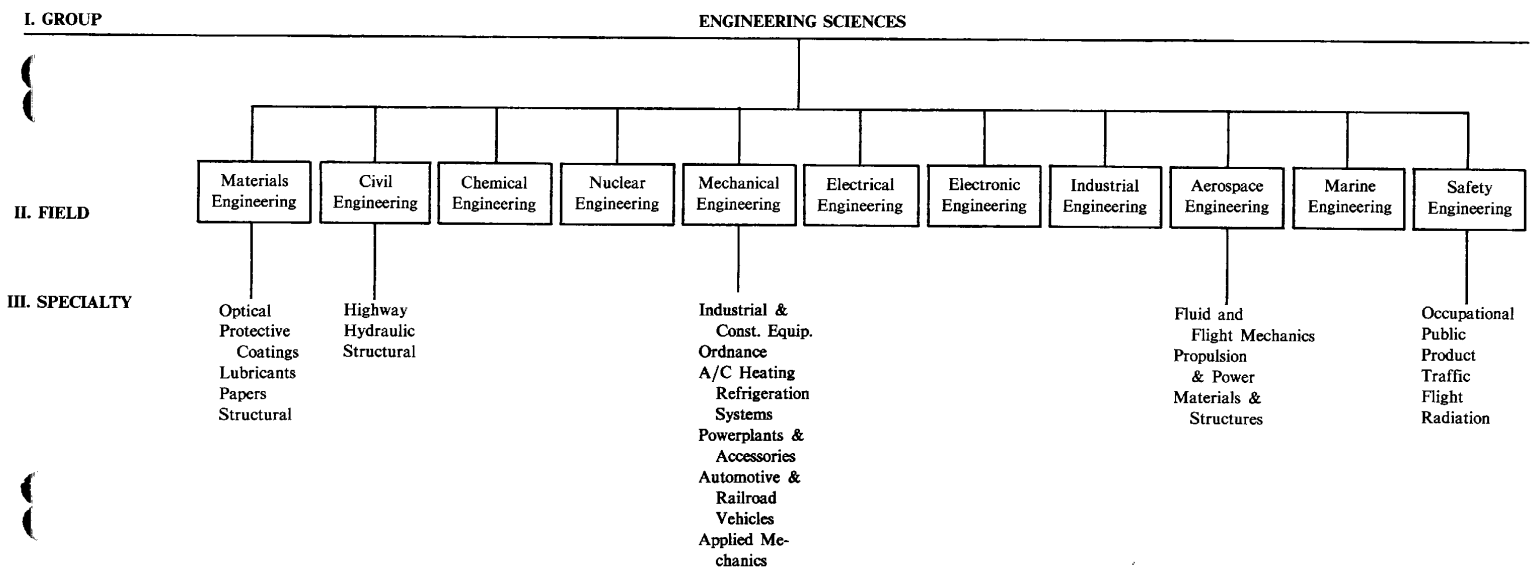 I. GROUP
ENGINEERING SCIENCES
II. FIELD
Materials
Engineering
Civil
Engineering
Chemical
Engineering
Nuclear
Engineering
Mechanical
Engineering
Electrical
Engineering
Electronic
Engineering
Industrial
Engineering
Aerospace
Engineering
Marine
Engineering
Safety
Engineering
III. SPECIALTY
Optical
Protective
Coatings
Lubricants
Papers
Structural
Highway
Hydraulic
Structural
Industrial &
Const. Equip.
Ordnance
A/C Heating
Refrigeration
Systems
Powerplants &
Accessories
Automotive &
Railroad
Vehicles
Applied Me-
chanics
Fluid and
Flight Mechanics
Propulsion
& Power
Materials &
Structures
Occupational
Public
Product
Traffic
Flight
Radiation